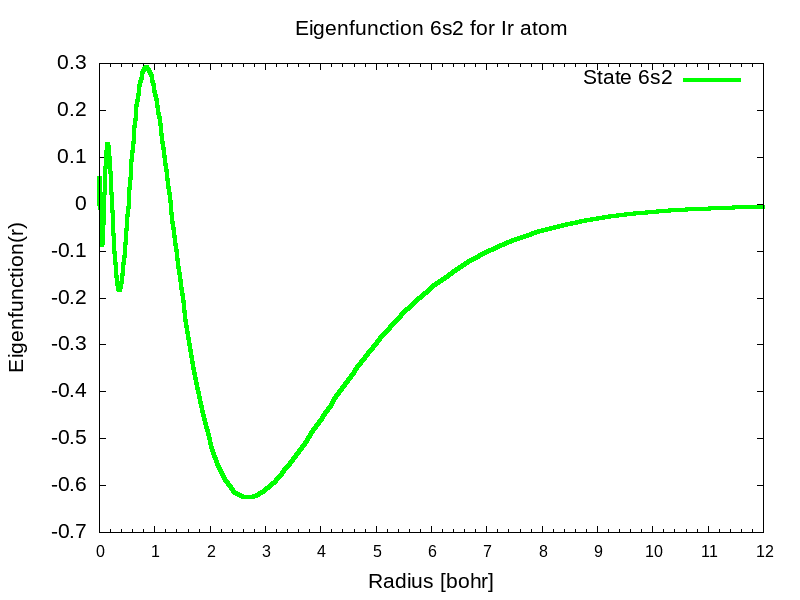 Eigenfunction 6s2 for Ir atom
State 6s2
0.3
0.2
0.1
0
-0.1
-0.2
-0.3
-0.4
-0.5
-0.6
-0.7
Eigenfunction(r)
0 1 2 3 4 5 6 7 8 9 10 11 12
Radius [bohr]